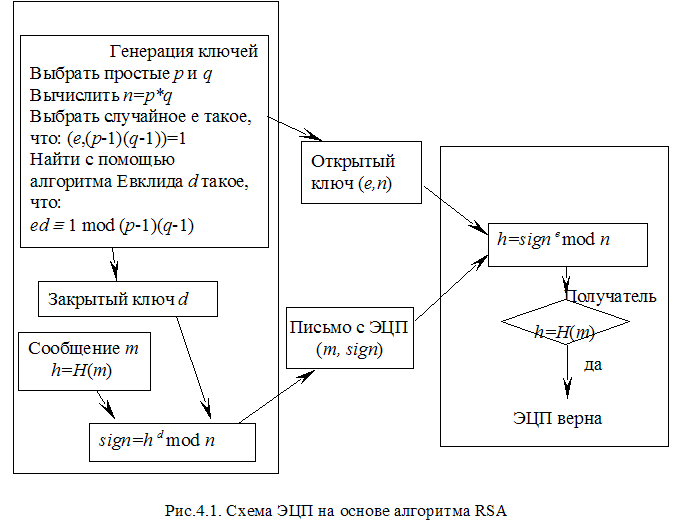 Генерация ключей
Выбрать простые p и q
Вычислить n=p*q
Выбрать случайное e такое,
что: (e,(p-1)(q-1))=1
Найти с помощью
алгоритма Евклида d такое,
что:
ed ≡ 1 mod (p-1)(q-1)
Открытый
ключ (e,n)
Закрытый ключ d
Сообщение m
h=H(m)
sign=h^d mod n
Письмо с ЭЦП
(m, sign)
h=sign^e mod n
Получатель
h=H(m)
да
ЭЦП верна
Рис.4.1. Схема ЭЦП на основе алгоритма RSA